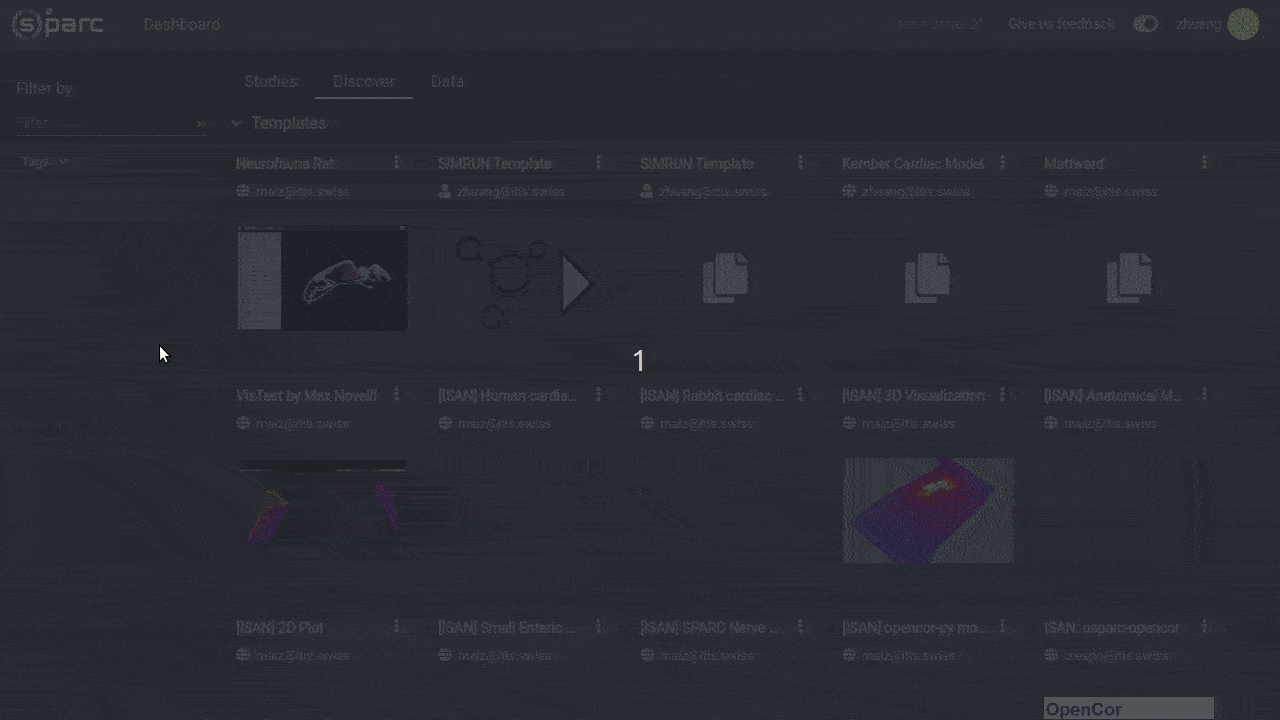 sparc Dashboard Give us feedback zhuang
Filter by
Studies Discover Data
Templates
Tags
Neurofauna Rat SIMRUN Template SIMRUN Template Kember Cardiac Model Mattward
maiz@itis.swiss zhuang@itis.swiss zhuang@itis.swiss zhuang@itis.swiss maiz@itis.swiss
1
VisTest by Max Novelli [ISAN] Human cardia... [ISAN] Rabbit cardiac ... [ISAN] 3D Visualization [ISAN] Anatomical M...
maiz@itis.swiss maiz@itis.swiss maiz@itis.swiss maiz@itis.swiss maiz@itis.swiss
[ISAN] 2D Plot [ISAN] Small Enteric ... [ISAN] SPARC Nerve ... [ISAN] opencor-py mo... ISAN: osparc-opencor
maiz@itis.swiss maiz@itis.swiss maiz@itis.swiss maiz@itis.swiss crespo@itis.swiss
OpenCor